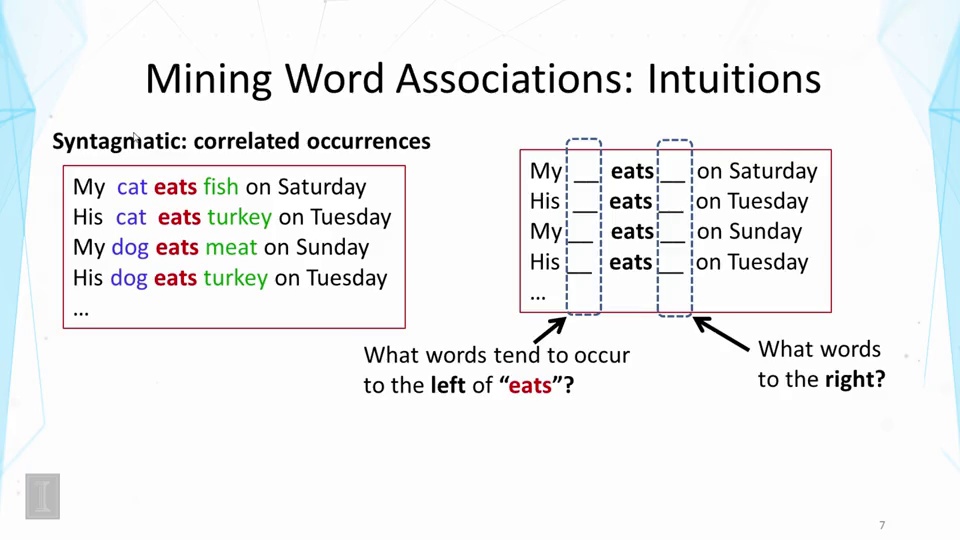 Mining Word Associations: Intuitions
Syntagmatic: correlated occurrences
My cat eats fish on Saturday
His cat eats turkey on Tuesday
My dog eats meat on Sunday
His dog eats turkey on Tuesday
...
My __ eats __ on Saturday
His __ eats __ on Tuesday
My __ eats __ on Sunday
His __ eats __ on Tuesday
...
What words tend to occur
to the left of “eats”?
What words
to the right?
I
7